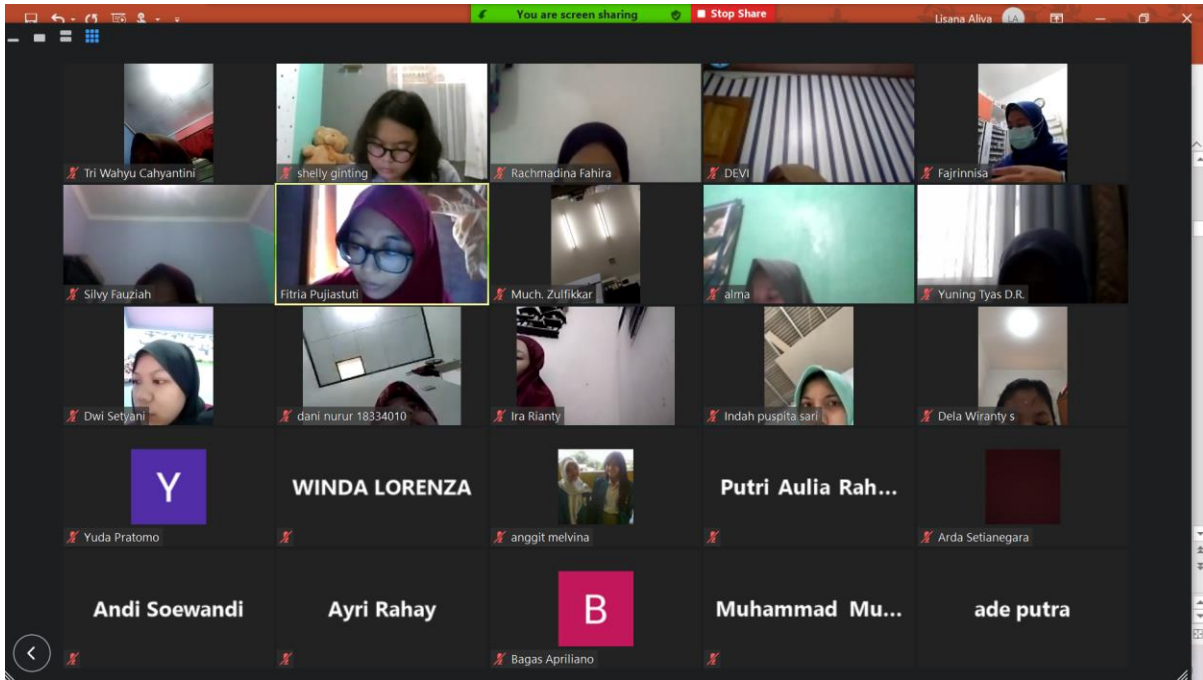 You are screen sharing
Stop Share
Lisana Aliva
LA
Tri Wahyu Cahyantini
shelly ginting
Rachmadina Fahira
DEVI
Fajrinnisa
Silvy Fauziah
Fitria Pujiastuti
Much. Zulfikkar
alma
Yuning Tyas D.R.
Dwi Setyani
dani nurur 18334010
Ira Rianty
Indah puspita sari
Dela Wiranty s
Y
Yuda Pratomo
WINDA LORENZA
anggit melvina
Putri Aulia Rah...
Arda Setianegara
Andi Soewandi
Ayri Rahay
B
Bagas Apriliano
Muhammad Mu...
ade putra